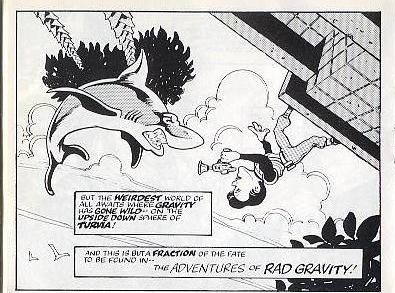 BUT THE WEIRDEST WORLD OF
ALL AWAITS WHERE GRAVITY
HAS GONE WILD-- ON THE
UPSIDE DOWN SPHERE OF
TURVIA!
AND THIS IS BUT A FRACTION OF THE FATE
TO BE FOUND IN--
THE ADVENTURES OF RAD GRAVITY!